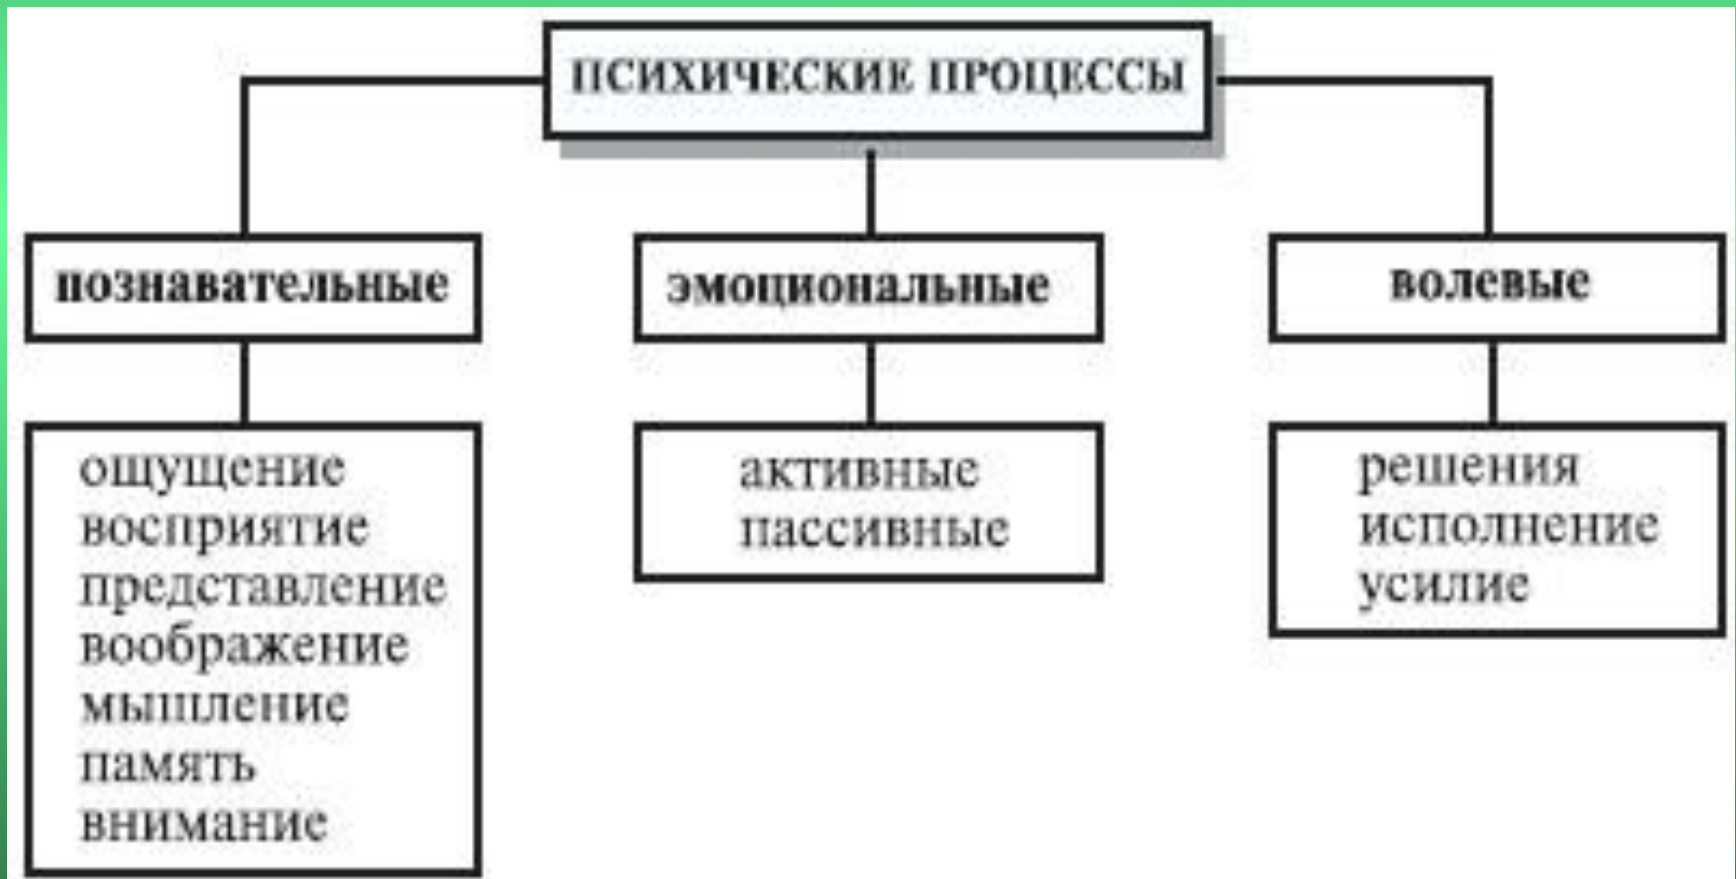 ПСИХИЧЕСКИЕ ПРОЦЕССЫ
познавательные
ощущение
восприятие
представление
воображение
мышление
память
внимание
эмоциональные
активные
пассивные
волевые
решения
исполнение
усилие